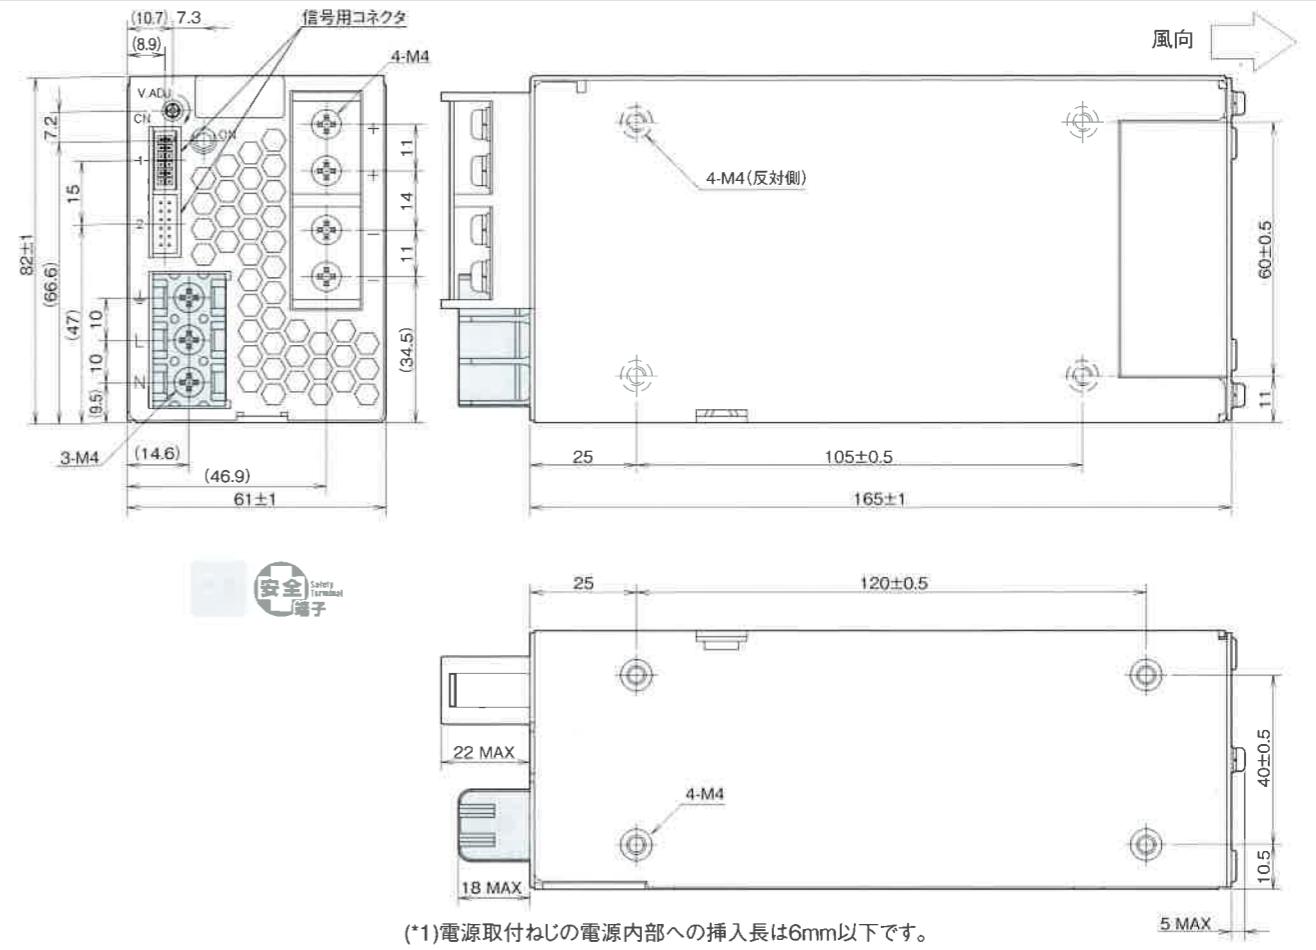 (10.7) 7.3
信号用コネクタ
(8.9)
4-M4
風向
V.ADJ
CN
ON
7.2
1
2
15
82±1
(66.6)
(47)
10
10
(9.5)
L
N
+
+
−
−
11
14
11
(34.5)
3-M4
(14.6)
(46.9)
61±1
4-M4(反対側)
60±0.5
11
25
105±0.5
165±1
安全
端子
Safety
Terminal
25
120±0.5
22 MAX
18 MAX
4-M4
40±0.5
10.5
5 MAX
(*1)電源取付ねじの電源内部への挿入長は6mm以下です。